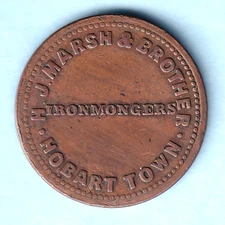 H J MARSH & BROTHER
IRONMONGERS
· HOBART TOWN ·